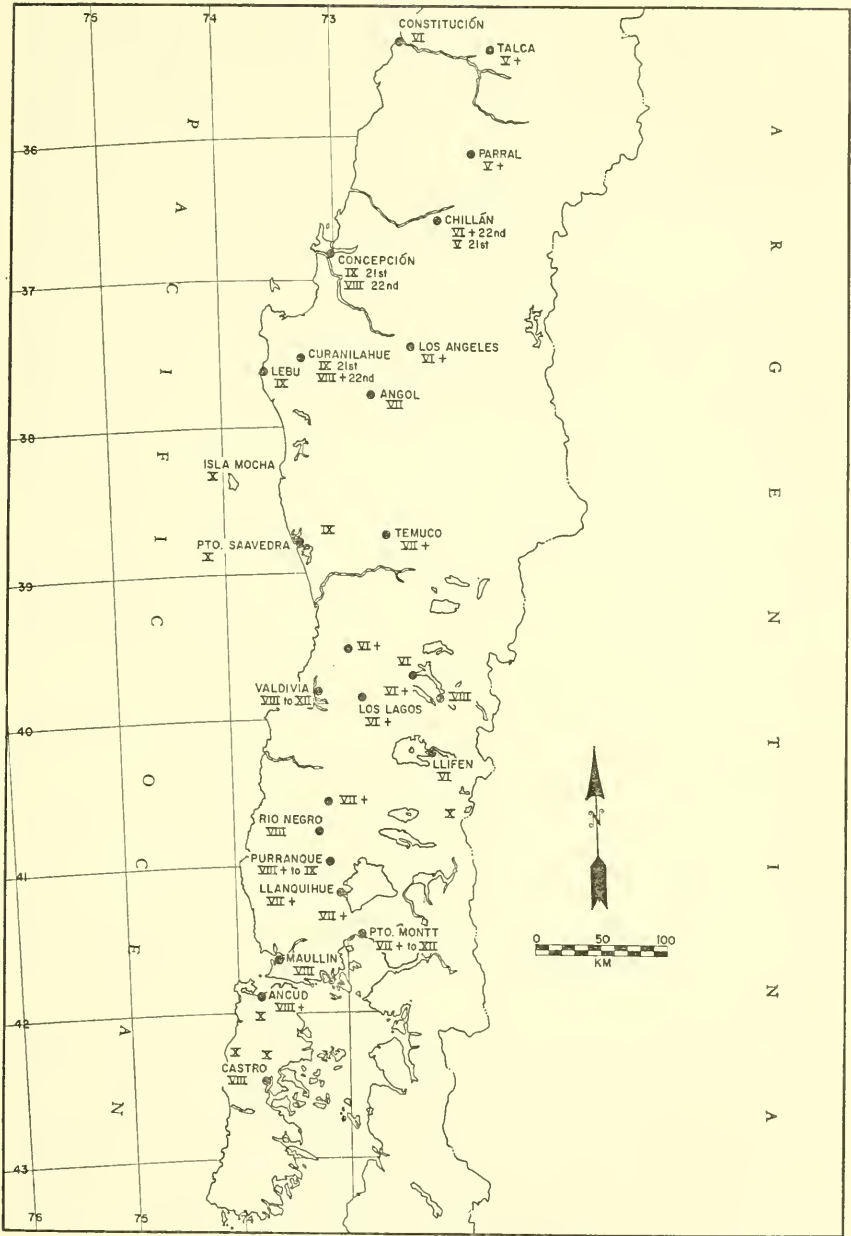 75
74
73
CONSTITUCIÓN
VI
TALCA
V +
36
PARRAL
V +
CHILLÁN
VI + 22nd
V 21st
CONCEPCIÓN
IX 21st
VIII 22nd
37
LOS ANGELES
VI +
CURANILAHUE
IX 21st
VIII + 22nd
LEBU
IX
ANGOL
VII
38
ISLA MOCHA
X
IX
TEMUCO
VII +
PTO. SAAVEDRA
X
39
VI +
VI
VALDIVIA
VIII to XII
VI +
VIII
LOS LAGOS
VI +
40
LLIFEN
VI
VII +
X
RIO NEGRO
VIII
PURRANQUE
VIII + to IX
41
LLANQUIHUE
VII +
VII +
PTO. MONTT
VII + to XII
MAULLIN
VIII
ANCUD
VIII +
42
X
X
X
X
CASTRO
VIII
43
76
75
74
PACIFIC OCEAN
ARGENTINA
N
0 50 100
KM